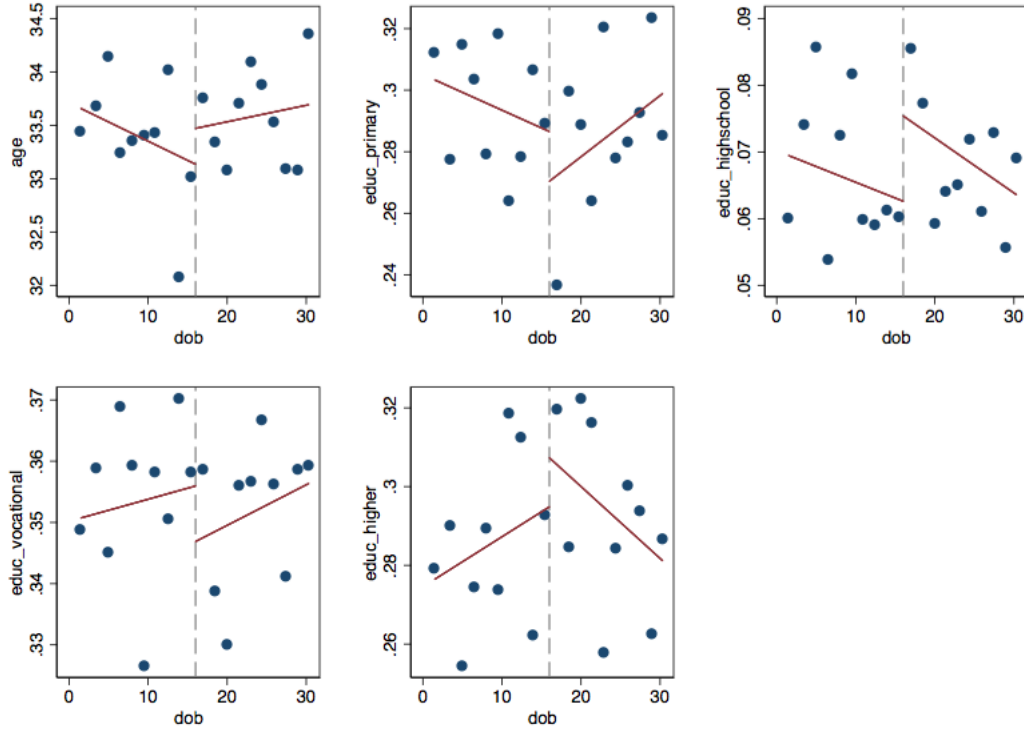 age
34.5
34
33.5
33
32.5
32
0 10 20 30
dob
educ_primary
.32
.3
.28
.26
.24
0 10 20 30
dob
educ_highschool
.09
.08
.07
.06
.05
0 10 20 30
dob
educ_vocational
.37
.36
.35
.34
.33
0 10 20 30
dob
educ_higher
.32
.3
.28
.26
0 10 20 30
dob